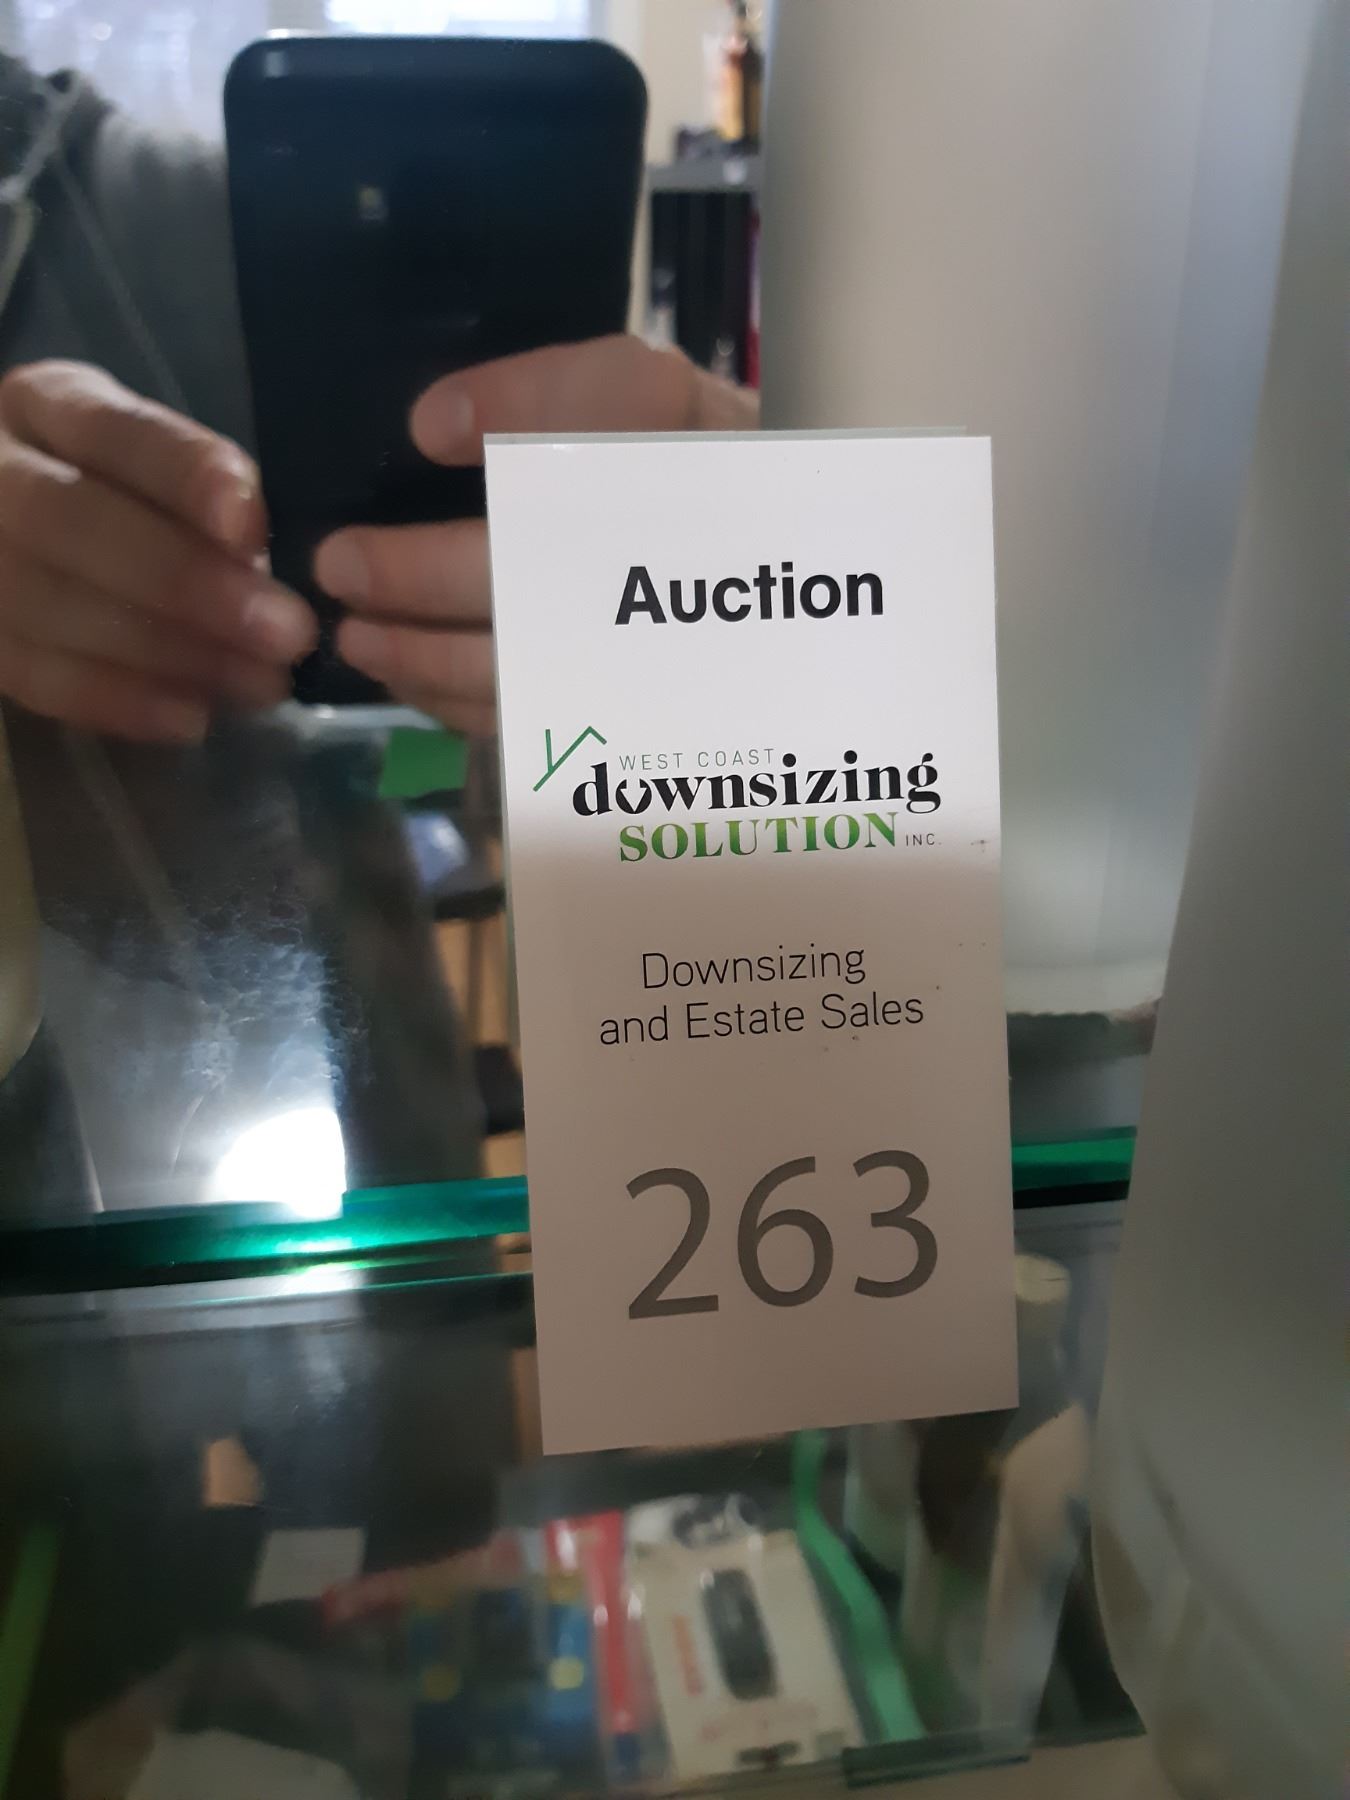 Auction
WEST COAST
downsizing
SOLUTION INC.
Downsizing
and Estate Sales
263